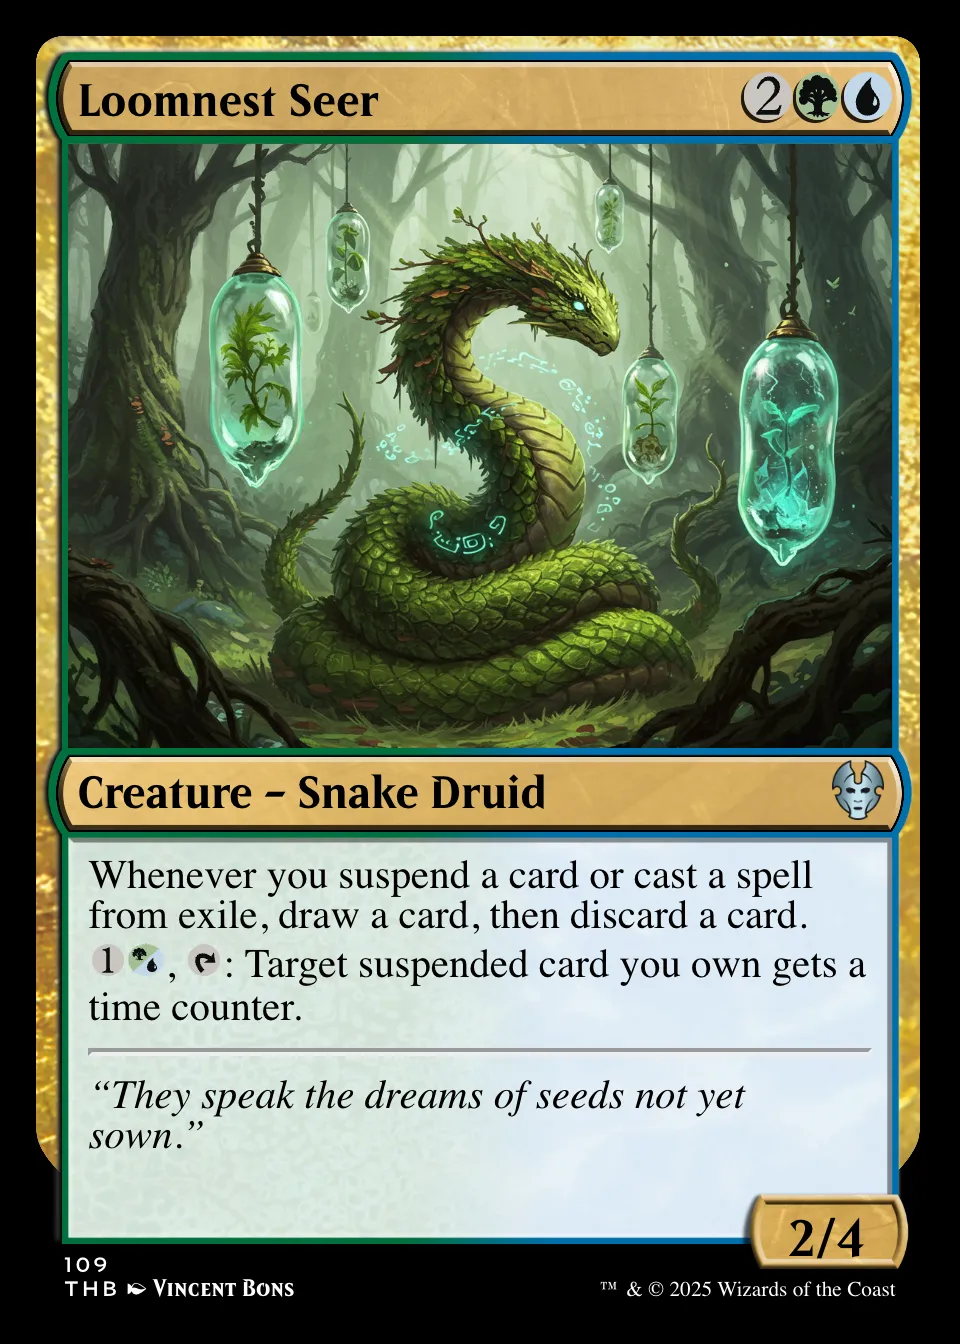 Loomnest Seer 2
Creature – Snake Druid
Whenever you suspend a card or cast a spell
from exile, draw a card, then discard a card.
1, : Target suspended card you own gets a
time counter.
“They speak the dreams of seeds not yet
sown.”
2/4
109
THB Vincent Bons
™ & © 2025 Wizards of the Coast